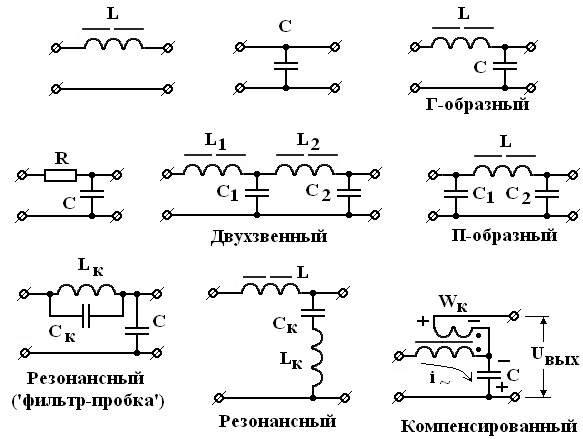 L
C
L
C
Г-образный
R
C
L1 L2
C1 C2
Двухзвенный
L
C1 C2
П-образный
Lк
Cк
C
Резонансный
('фильтр-пробка')
L
Cк
Lк
Резонансный
Wк
+ −
i~
−
C
+
Uвых
Компенсированный